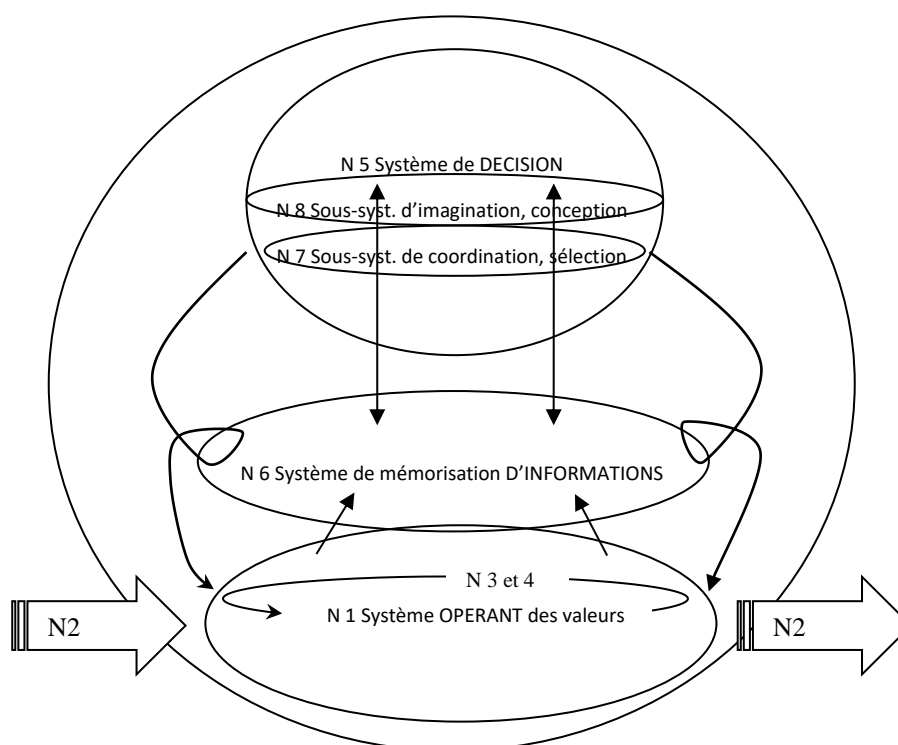 N 5 Système de DECISION
N 8 Sous-syst. d’imagination, conception
N 7 Sous-syst. de coordination, sélection
N 6 Système de mémorisation D’INFORMATIONS
N 3 et 4
N 1 Système OPERANT des valeurs
N2
N2